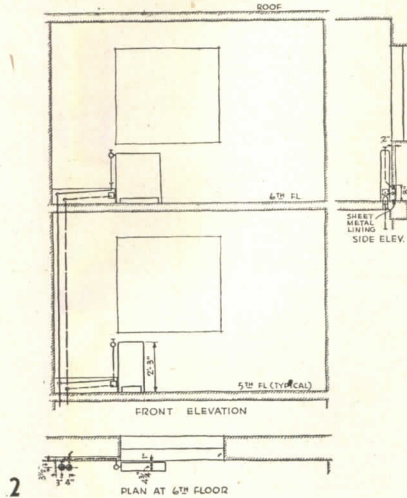 ROOF
6TH FL.
2"
SHEET
METAL
LINING
SIDE ELEV.
2'-3"
5TH FL (TYPICAL)
FRONT ELEVATION
1"
3" 4"
PLAN AT 6TH FLOOR
2